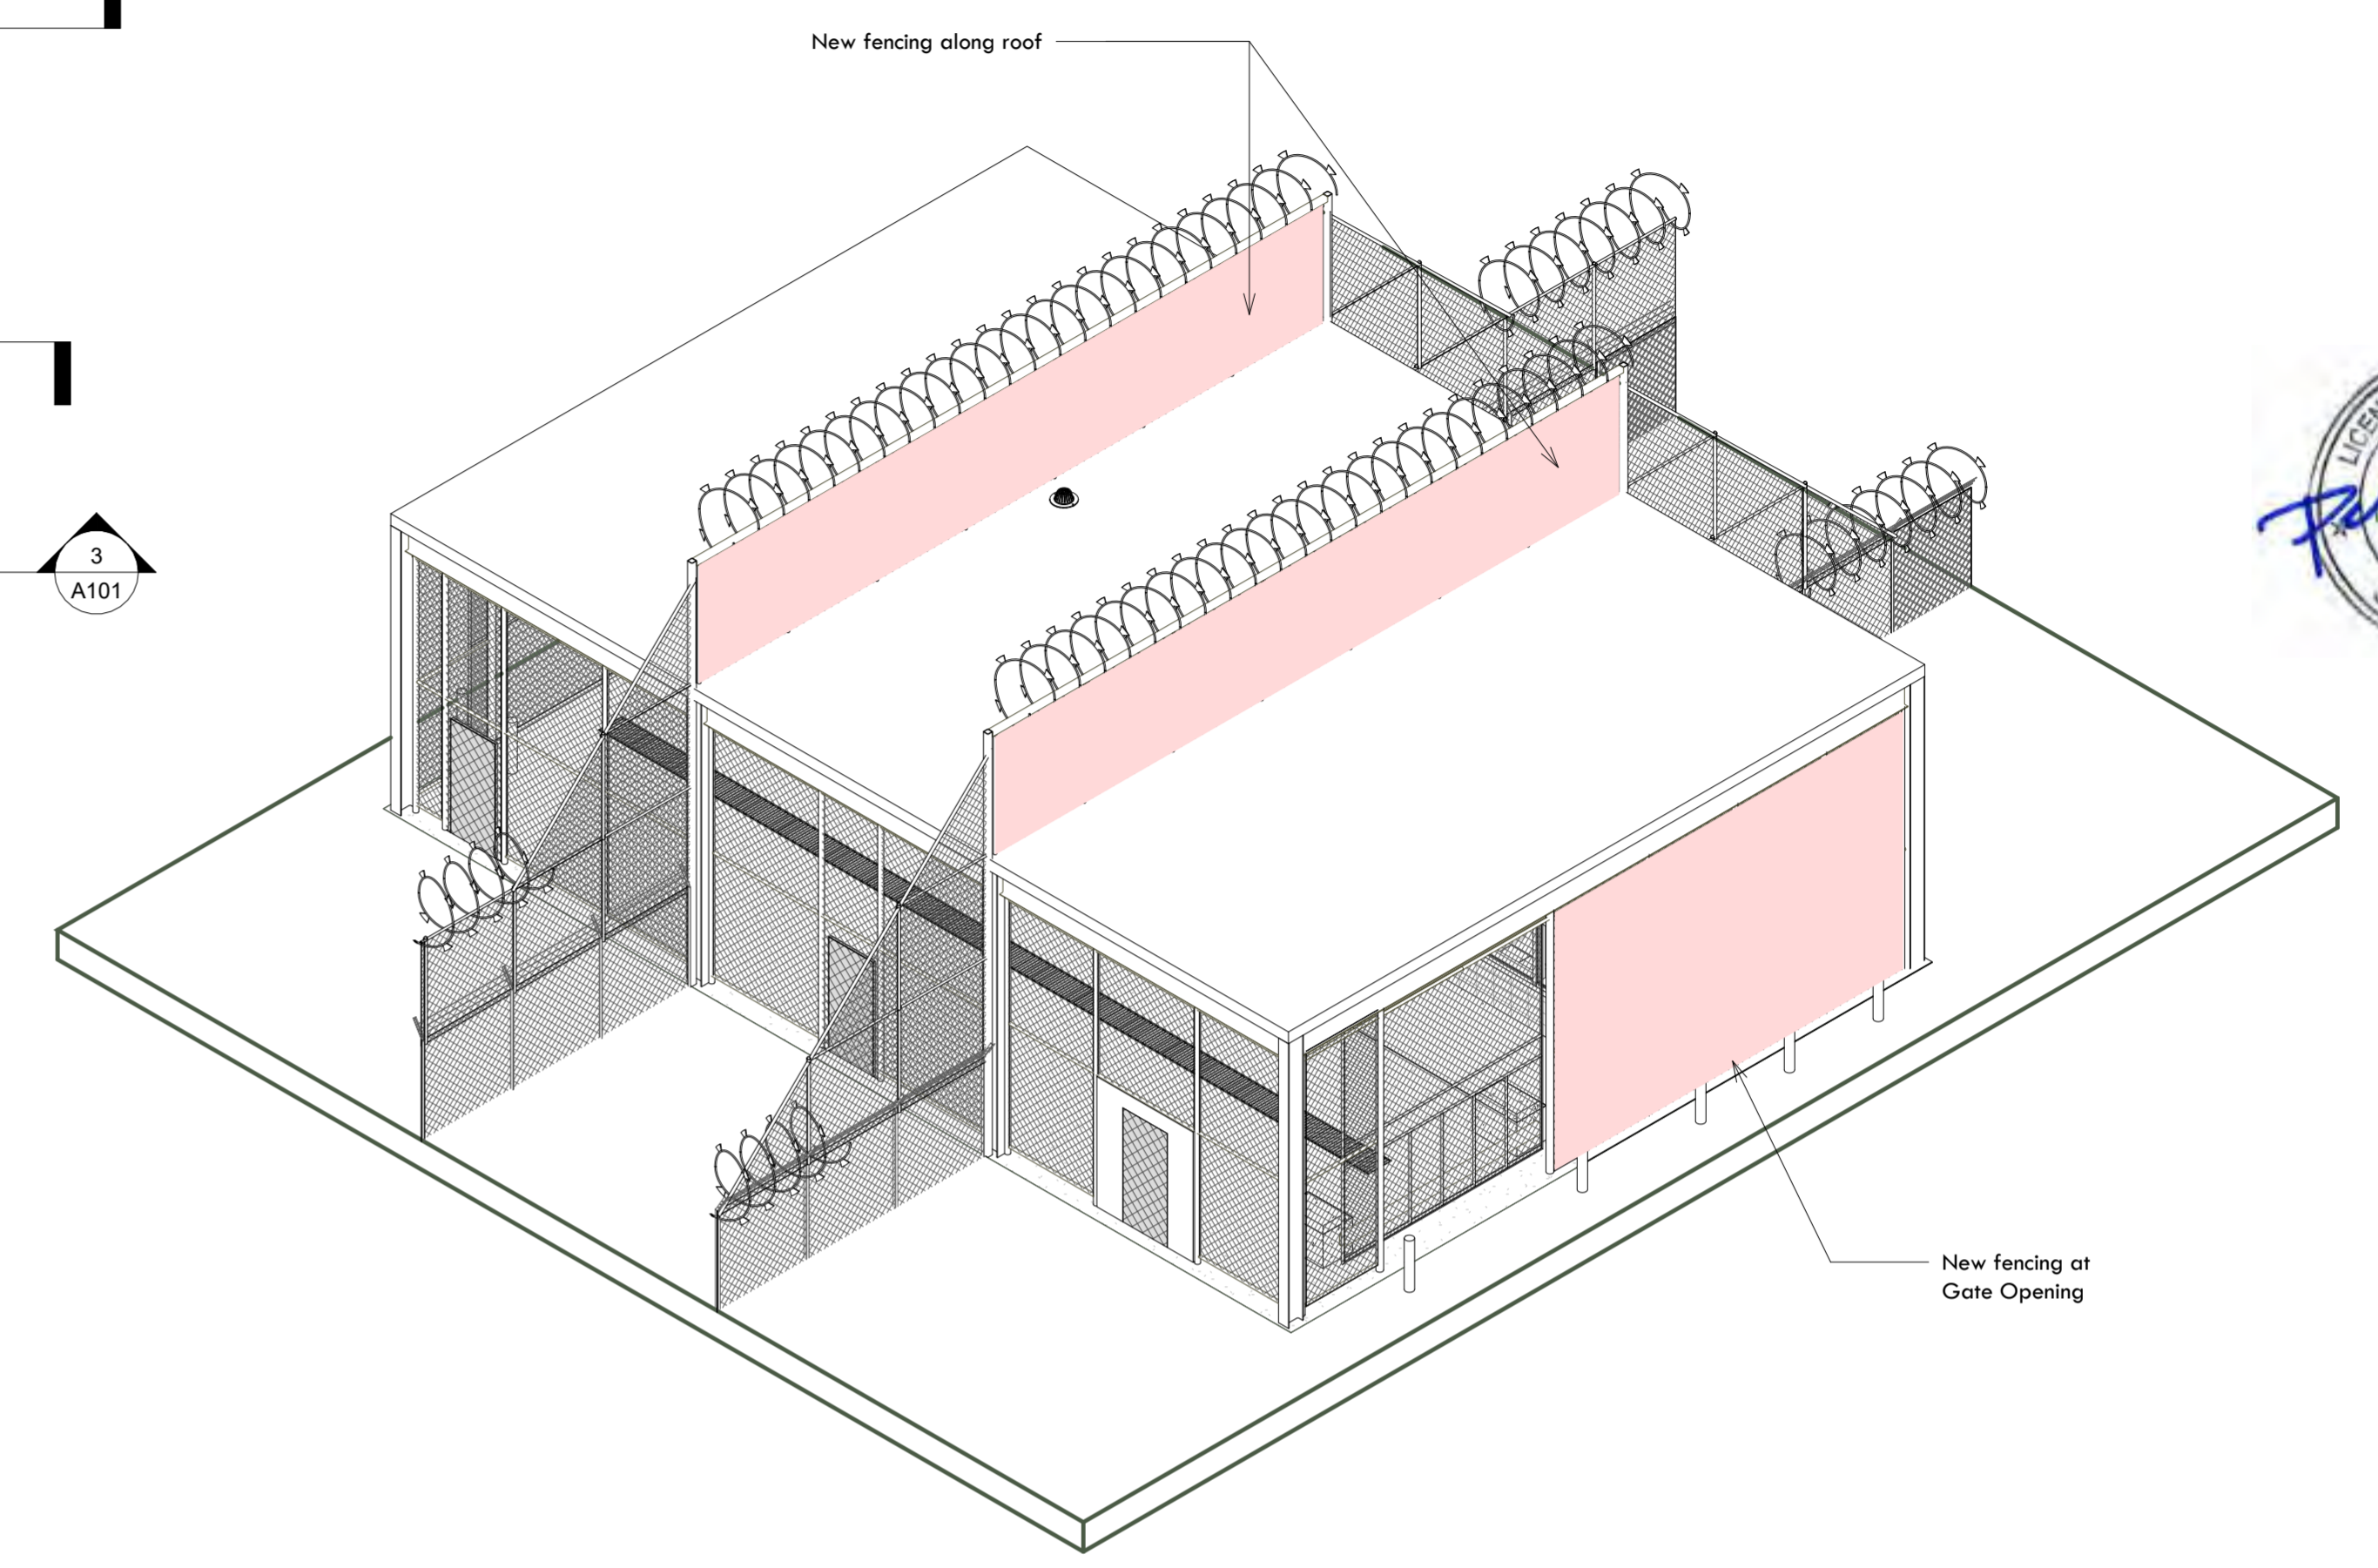 New fencing along roof
3
A101
New fencing at
Gate Opening